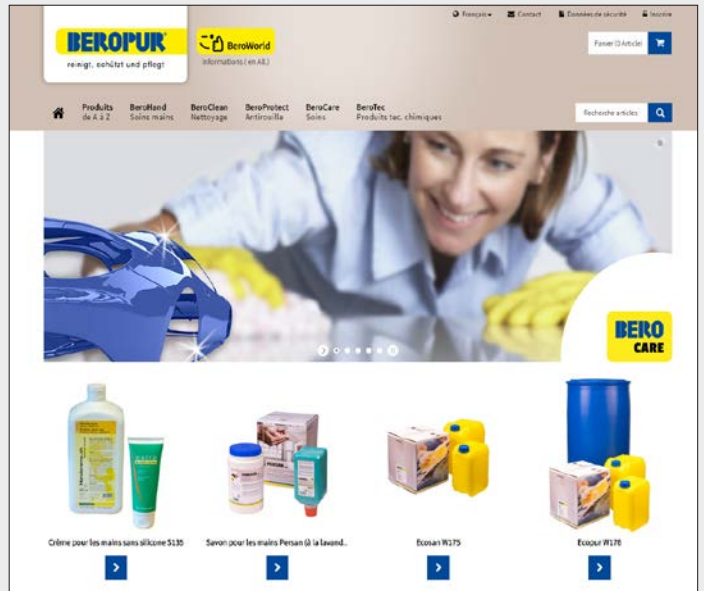 Français
Contact
Données de sécurité
Inscrire
BEROPUR
reinigt, schützt und pflegt
BeroWorld
Informations (en All.)
Panier (0 Article)
Produits
de A à Z
BeroHand
Soins mains
BeroClean
Nettoyage
BeroProtect
Antirouille
BeroCare
Soins
BeroTec
Produits tec. chimiques
Recherche articles
BERO
CARE
Crème pour les mains sans silicone S135
Savon pour les mains Persan (à la lavand..
Ecosan W175
Ecopur W176